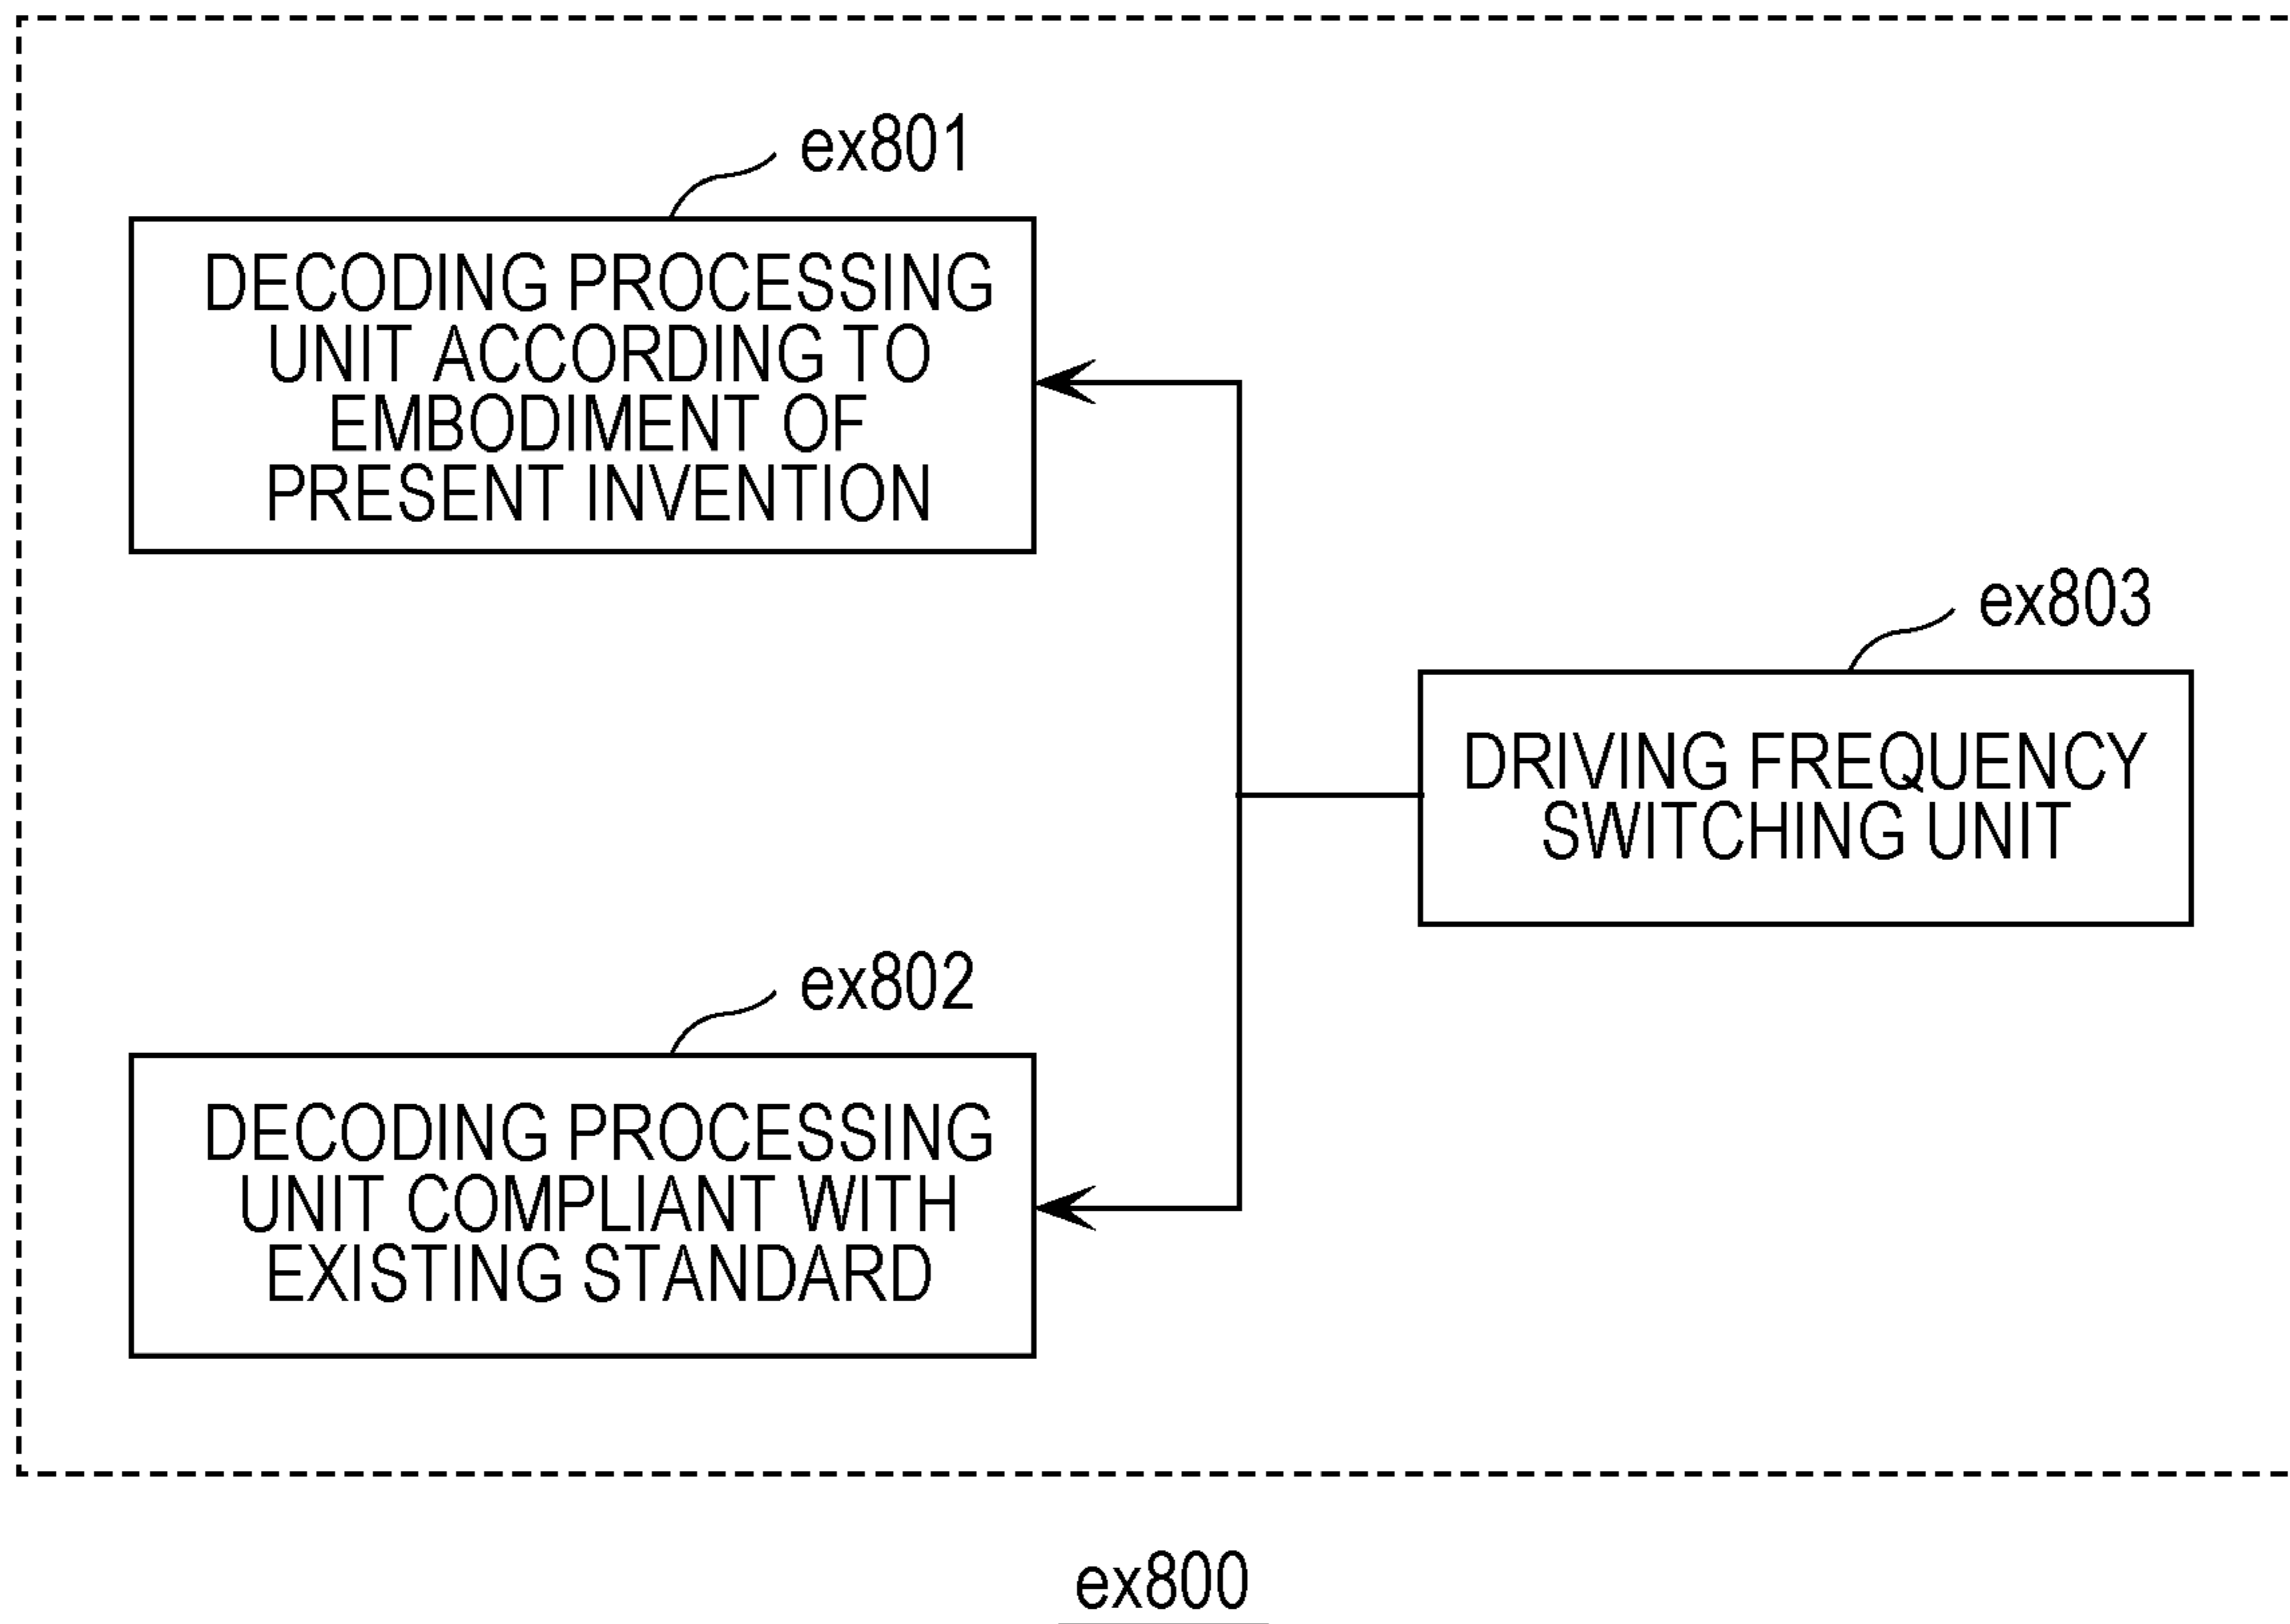 ex801
DECODING PROCESSING
UNIT ACCORDING TO
EMBODIMENT OF
PRESENT INVENTION
ex803
DRIVING FREQUENCY
SWITCHING UNIT
ex802
DECODING PROCESSING
UNIT COMPLIANT WITH
EXISTING STANDARD
ex800